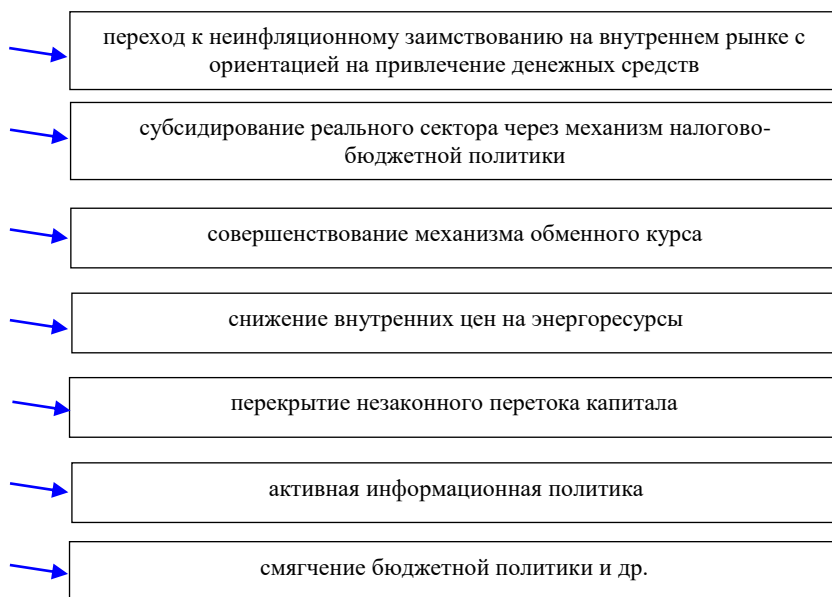 переход к неинфляционному заимствованию на внутреннем рынке с
ориентацией на привлечение денежных средств
субсидирование реального сектора через механизм налогово-
бюджетной политики
совершенствование механизма обменного курса
снижение внутренних цен на энергоресурсы
перекрытие незаконного перетока капитала
активная информационная политика
смягчение бюджетной политики и др.